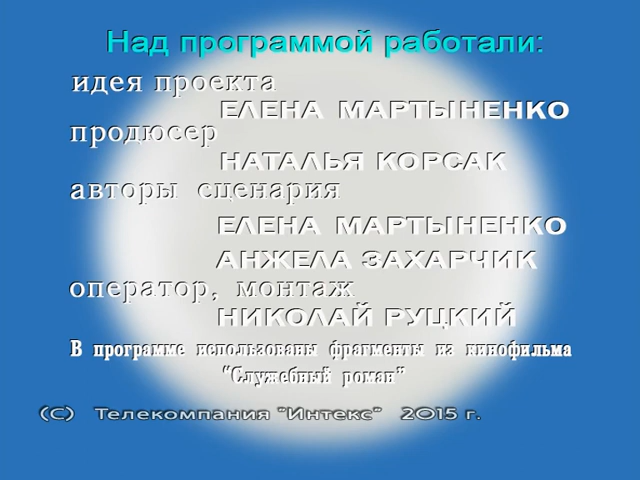 Над программой работали:
идея проекта
ЕЛЕНА МАРТЫНЕНКО
продюсер
НАТАЛЬЯ КОРСАК
авторы сценария
ЕЛЕНА МАРТЫНЕНКО
АНЖЕЛА ЗАХАРЧИК
оператор, монтаж
НИКОЛАЙ РУЦКИЙ
В программе использованы фрагменты из кинофильма
“Служебный роман”
(C) Телекомпания "Интекс" 2015 г.